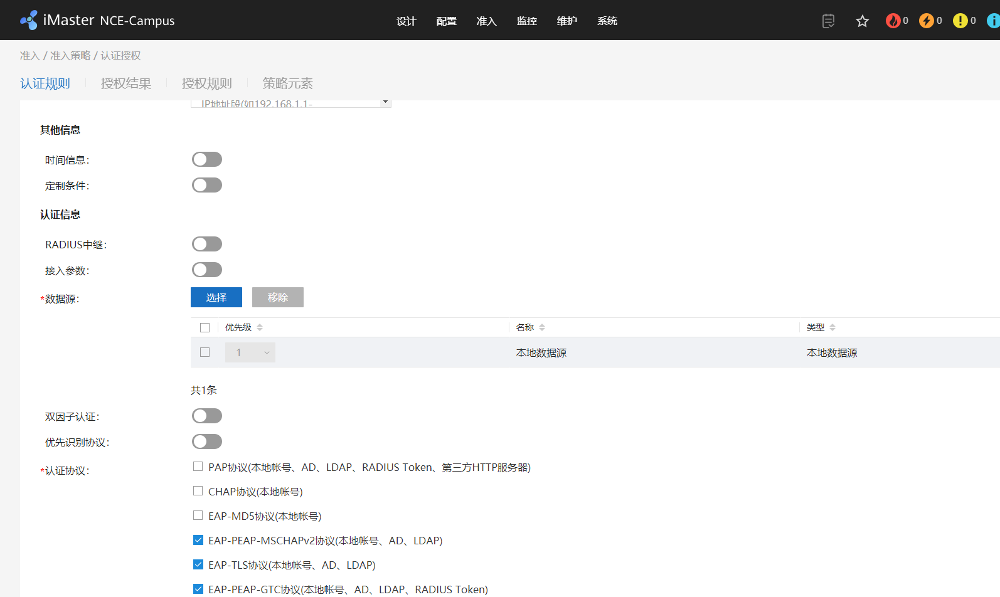 iMaster NCE-Campus
设计 配置 准入 监控 维护 系统
0 0 0
准入 / 准入策略 / 认证授权
认证规则 授权结果 授权规则 策略元素
IP地址段(如192.168.1.1-
其他信息
时间信息:
定制条件:
认证信息
RADIUS中继:
接入参数:
*数据源: 选择 移除
优先级 名称 类型
1 本地数据源 本地数据源
共1条
双因子认证:
优先识别协议:
*认证协议: PAP协议(本地帐号、AD、LDAP、RADIUS Token、第三方HTTP服务器)
CHAP协议(本地帐号)
EAP-MD5协议(本地帐号)
EAP-PEAP-MSCHAPv2协议(本地帐号、AD、LDAP)
EAP-TLS协议(本地帐号、AD、LDAP)
EAP-PEAP-GTC协议(本地帐号、AD、LDAP、RADIUS Token)